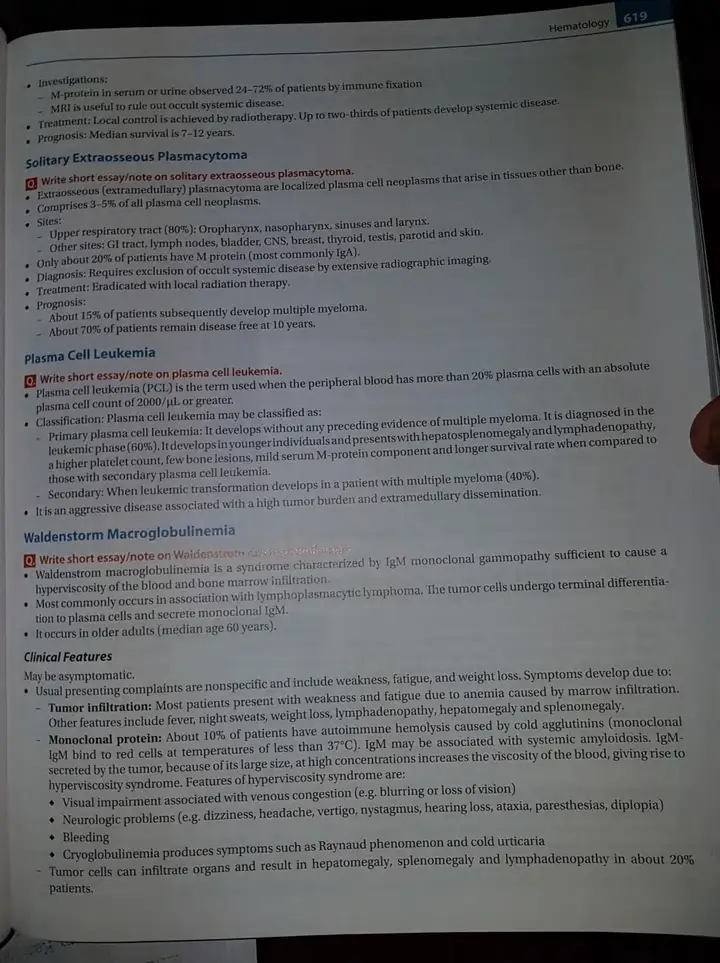 Hematology 619
• Investigations:
– M-protein in serum or urine observed 24–72% of patients by immune fixation
– MRI is useful to rule out occult systemic disease.
• Treatment: Local control is achieved by radiotherapy. Up to two-thirds of patients develop systemic disease.
• Prognosis: Median survival is 7–12 years.
Solitary Extraosseous Plasmacytoma
Q. Write short essay/note on solitary extraosseous plasmacytoma.
• Extraosseous (extramedullary) plasmacytoma are localized plasma cell neoplasms that arise in tissues other than bone.
• Comprises 3–5% of all plasma cell neoplasms.
• Sites:
– Upper respiratory tract (80%): Oropharynx, nasopharynx, sinuses and larynx.
– Other sites: GI tract, lymph nodes, bladder, CNS, breast, thyroid, testis, parotid and skin.
• Only about 20% of patients have M protein (most commonly IgA).
• Diagnosis: Requires exclusion of occult systemic disease by extensive radiographic imaging.
• Treatment: Eradicated with local radiation therapy.
• Prognosis:
– About 15% of patients subsequently develop multiple myeloma.
– About 70% of patients remain disease free at 10 years.
Plasma Cell Leukemia
Q. Write short essay/note on plasma cell leukemia.
• Plasma cell leukemia (PCL) is the term used when the peripheral blood has more than 20% plasma cells with an absolute
plasma cell count of 2000/μL or greater.
• Classification: Plasma cell leukemia may be classified as:
– Primary plasma cell leukemia: It develops without any preceding evidence of multiple myeloma. It is diagnosed in the
leukemic phase (60%). It develops in younger individuals and presents with hepatosplenomegaly and lymphadenopathy,
a higher platelet count, few bone lesions, mild serum M-protein component and longer survival rate when compared to
those with secondary plasma cell leukemia.
– Secondary: When leukemic transformation develops in a patient with multiple myeloma (40%).
• It is an aggressive disease associated with a high tumor burden and extramedullary dissemination.
Waldenstorm Macroglobulinemia
Q. Write short essay/note on Waldenstrom
• Waldenstrom macroglobulinemia is a syndrome characterized by IgM monoclonal gammopathy sufficient to cause a
hyperviscosity of the blood and bone marrow infiltration.
• Most commonly occurs in association with lymphoplasmacytic lymphoma. The tumor cells undergo terminal differentia-
tion to plasma cells and secrete monoclonal IgM.
• It occurs in older adults (median age 60 years).
Clinical Features
May be asymptomatic.
• Usual presenting complaints are nonspecific and include weakness, fatigue, and weight loss. Symptoms develop due to:
– Tumor infiltration: Most patients present with weakness and fatigue due to anemia caused by marrow infiltration.
Other features include fever, night sweats, weight loss, lymphadenopathy, hepatomegaly and splenomegaly.
– Monoclonal protein: About 10% of patients have autoimmune hemolysis caused by cold agglutinins (monoclonal
IgM bind to red cells at temperatures of less than 37°C). IgM may be associated with systemic amyloidosis. IgM-
secreted by the tumor, because of its large size, at high concentrations increases the viscosity of the blood, giving rise to
hyperviscosity syndrome. Features of hyperviscosity syndrome are:
◆ Visual impairment associated with venous congestion (e.g. blurring or loss of vision)
◆ Neurologic problems (e.g. dizziness, headache, vertigo, nystagmus, hearing loss, ataxia, paresthesias, diplopia)
◆ Bleeding
◆ Cryoglobulinemia produces symptoms such as Raynaud phenomenon and cold urticaria
– Tumor cells can infiltrate organs and result in hepatomegaly, splenomegaly and lymphadenopathy in about 20%
patients.